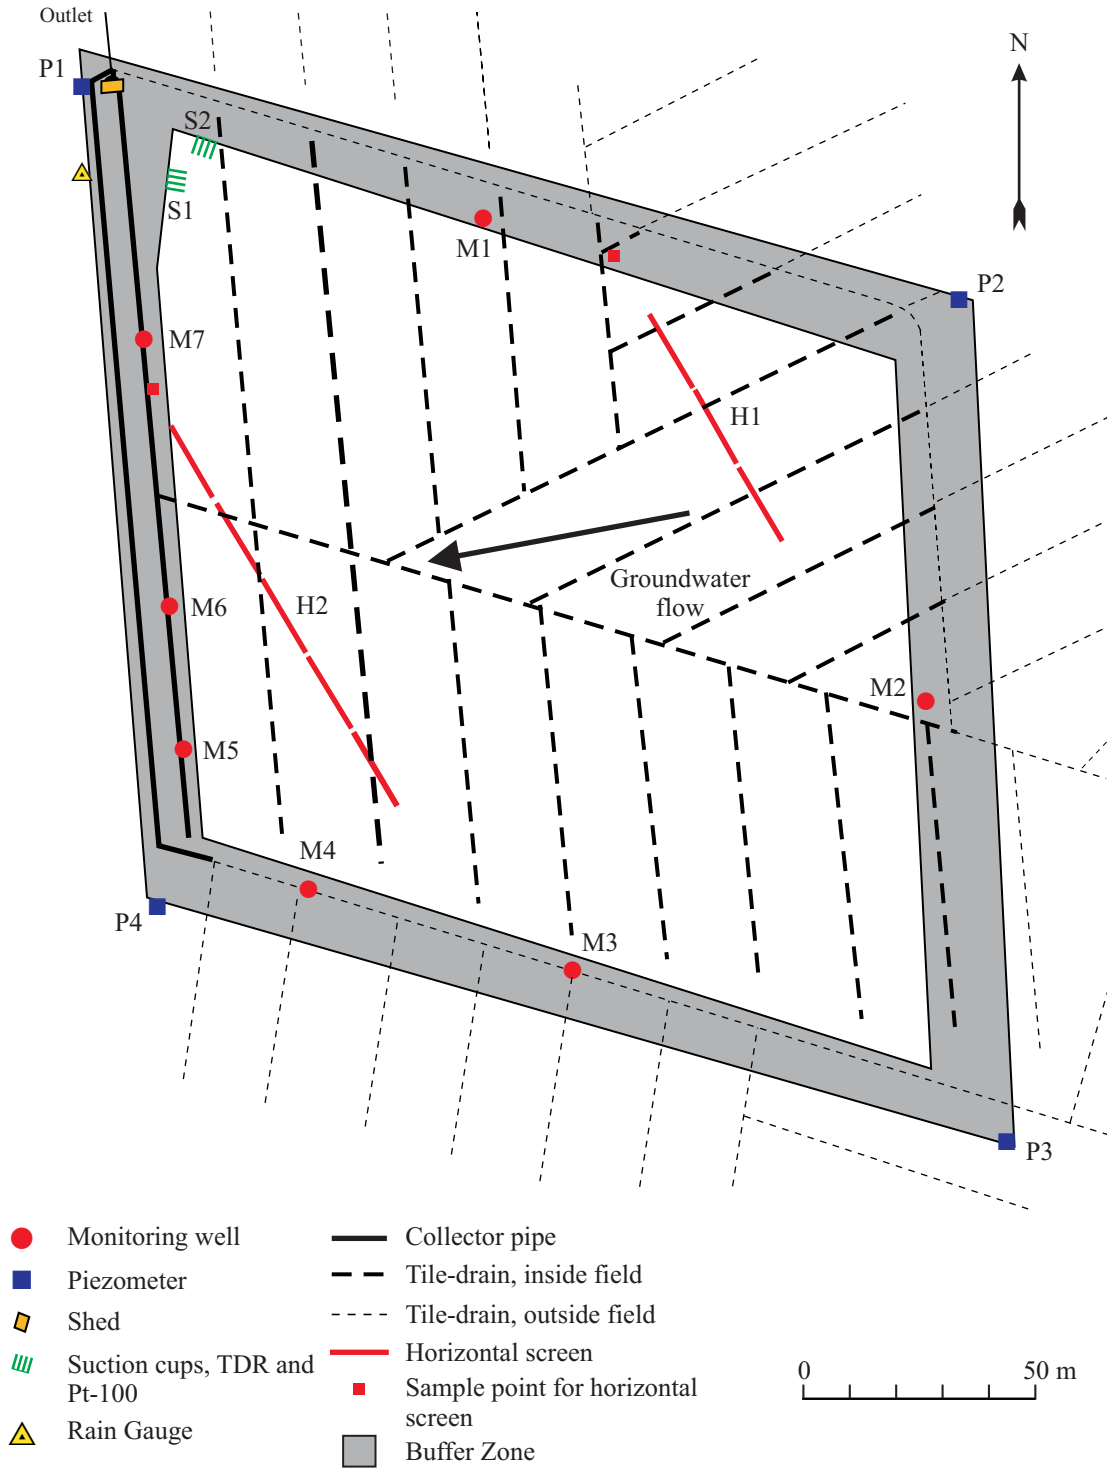 Outlet
N
P1
S2
S1
M1
P2
M7
H1
Groundwater
flow
H2
M6
M2
M5
M4
M3
P4
P3
Monitoring well
Piezometer
Shed
Suction cups, TDR and
Pt-100
Rain Gauge
Collector pipe
Tile-drain, inside field
Tile-drain, outside field
Horizontal screen
Sample point for horizontal
screen
Buffer Zone
0 50 m